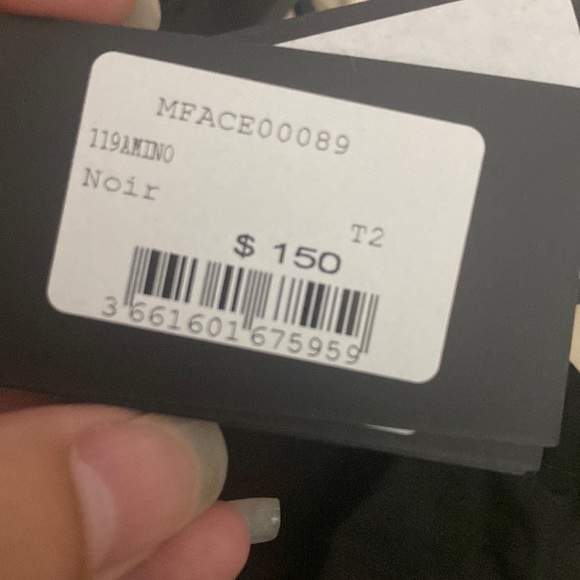 MFACE00089
119AMINO
Noir
T2
$ 150
3 661601 675959